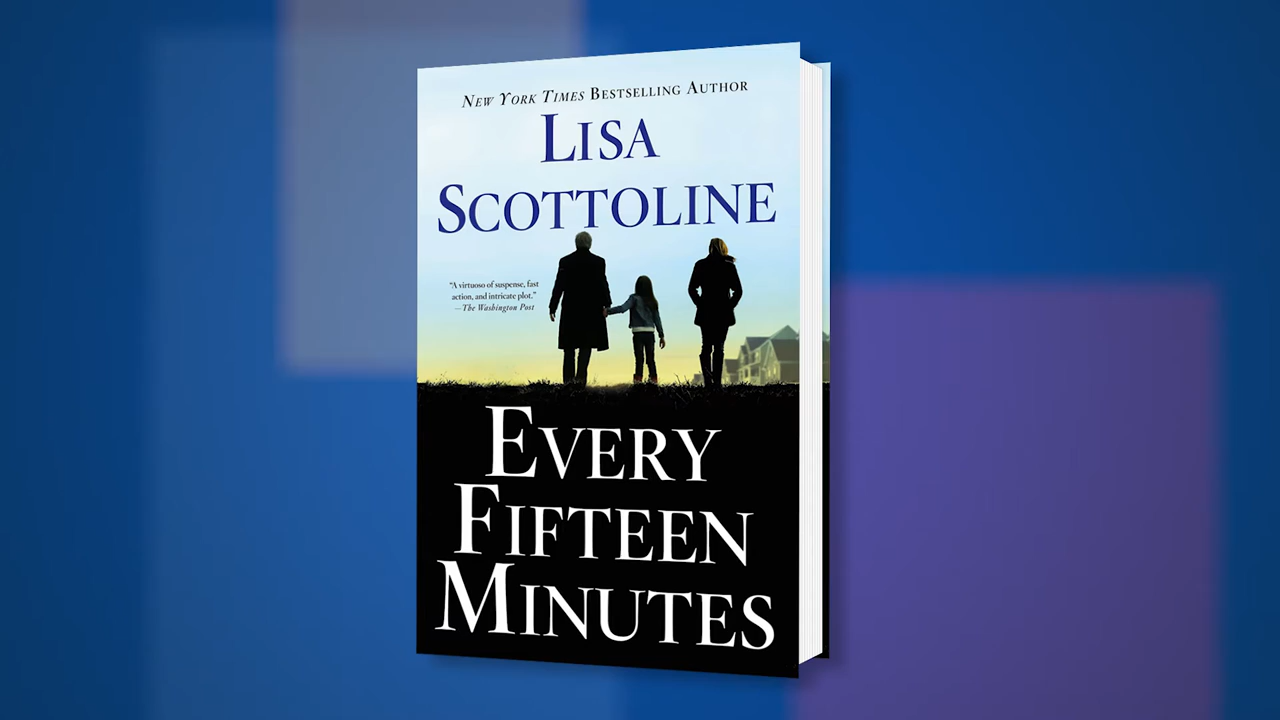 New York Times Bestselling Author
Lisa
Scottoline
“A virtuoso of suspense, fast
action, and intricate plot.”
—The Washington Post
Every
Fifteen
Minutes